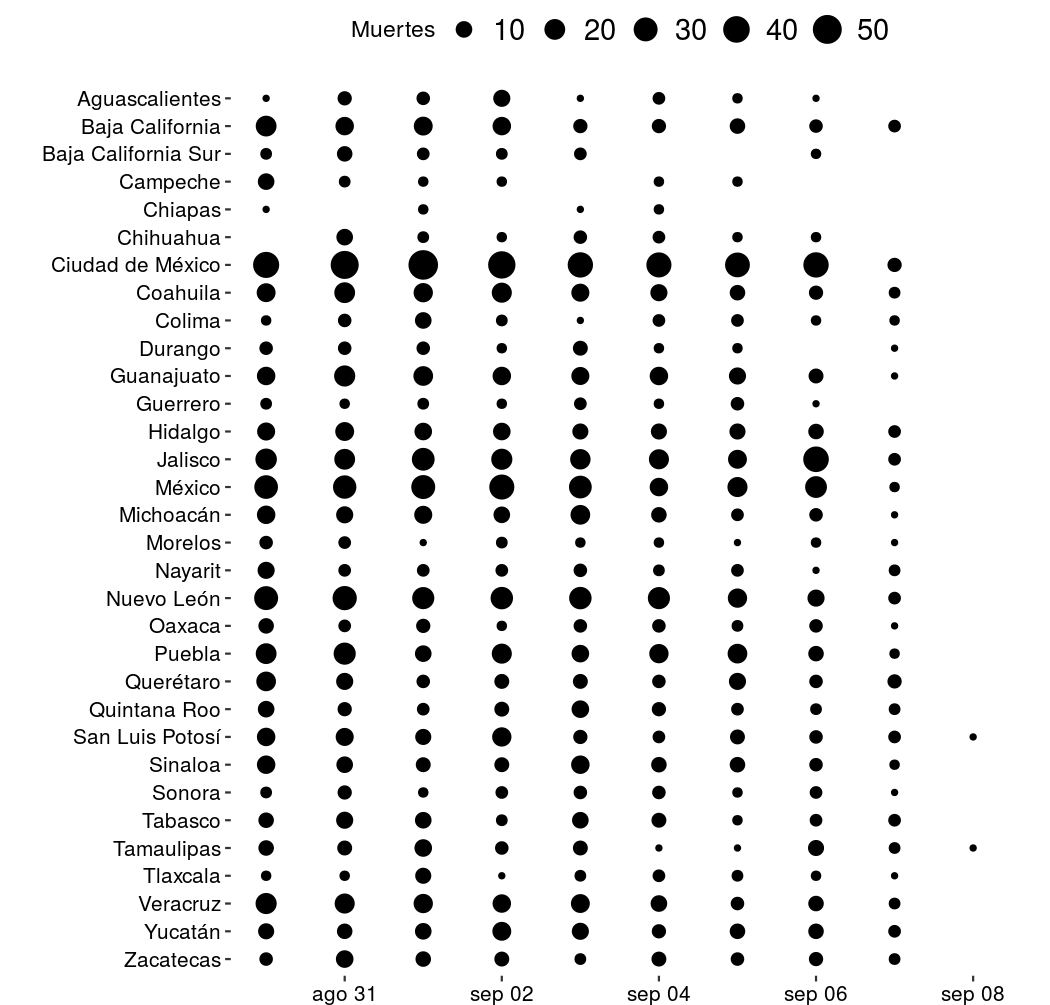 Muertes 10 20 30 40 50
Aguascalientes
Baja California
Baja California Sur
Campeche
Chiapas
Chihuahua
Ciudad de México
Coahuila
Colima
Durango
Guanajuato
Guerrero
Hidalgo
Jalisco
México
Michoacán
Morelos
Nayarit
Nuevo León
Oaxaca
Puebla
Querétaro
Quintana Roo
San Luis Potosí
Sinaloa
Sonora
Tabasco
Tamaulipas
Tlaxcala
Veracruz
Yucatán
Zacatecas
ago 31 sep 02 sep 04 sep 06 sep 08